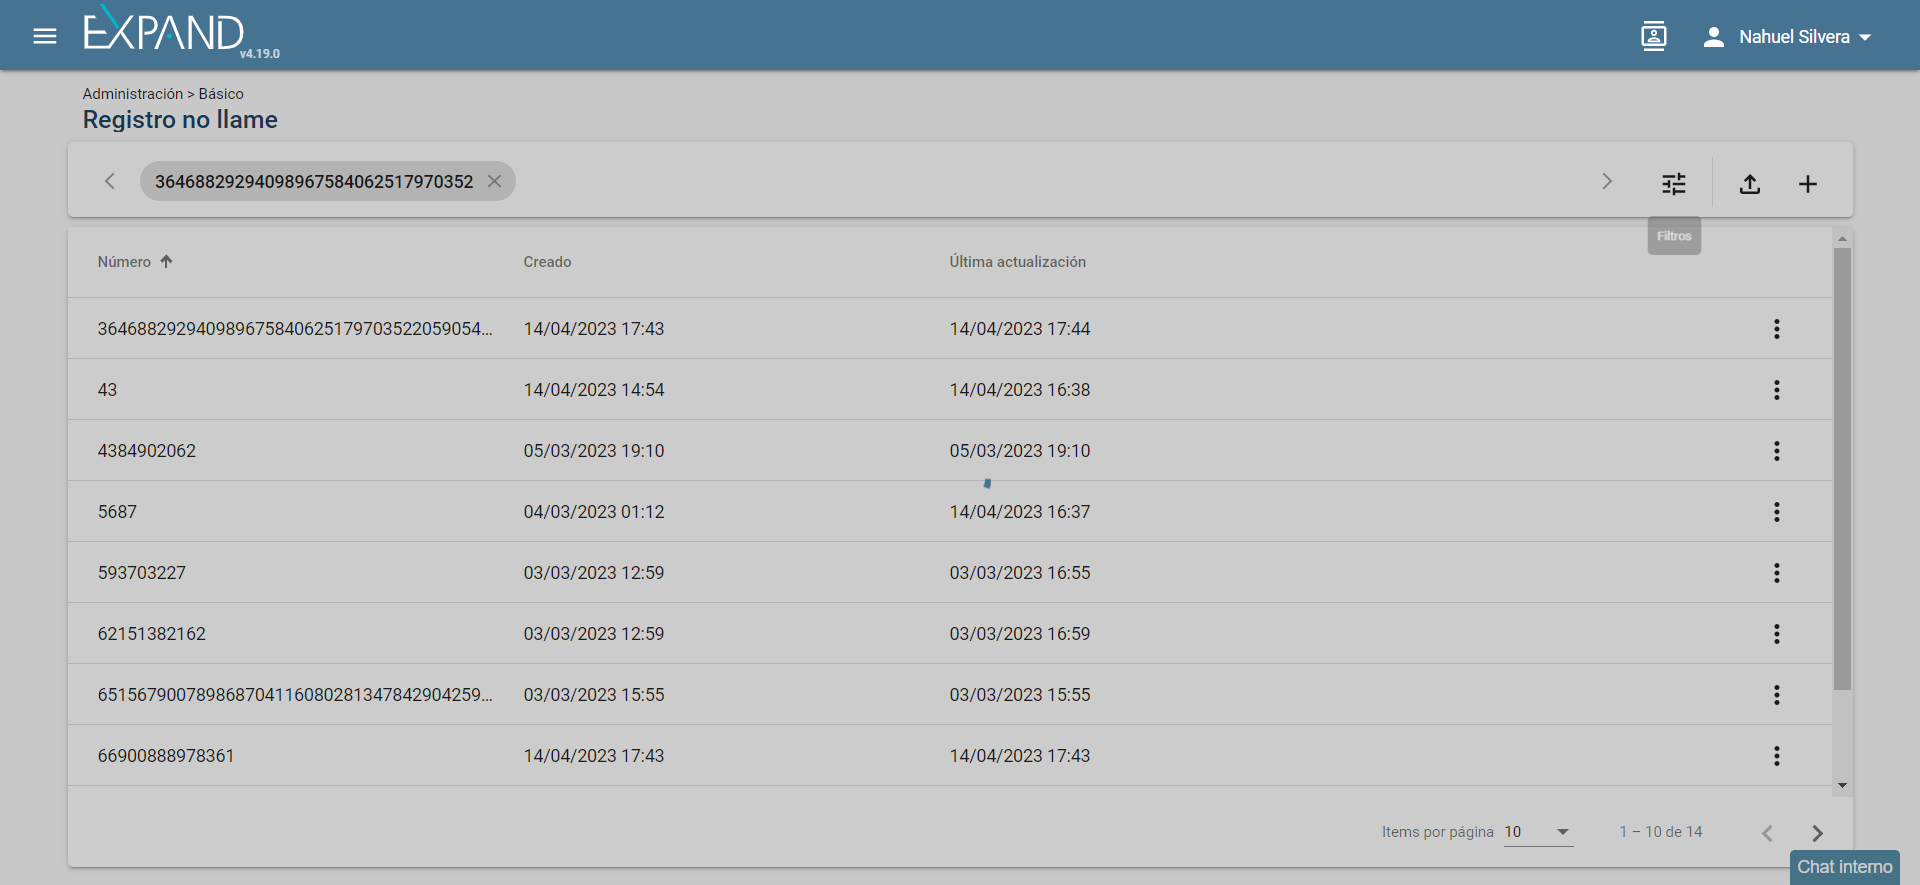 EXPAND
v4.19.0
Nahuel Silvera
Administración > Básico
Registro no llame
36468829294098967584062517970352
Filtros
Número Creado Última actualización
36468829294098967584062517970352205905​4... 14/04/2023 17:43 14/04/2023 17:44
43 14/04/2023 14:54 14/04/2023 16:38
4384902062 05/03/2023 19:10 05/03/2023 19:10
5687 04/03/2023 01:12 14/04/2023 16:37
593703227 03/03/2023 12:59 03/03/2023 16:55
62151382162 03/03/2023 12:59 03/03/2023 16:59
651567900789868704116080281347842904259... 03/03/2023 15:55 03/03/2023 15:55
66900888978361 14/04/2023 17:43 14/04/2023 17:43
Items por página 10 1 – 10 de 14
Chat interno